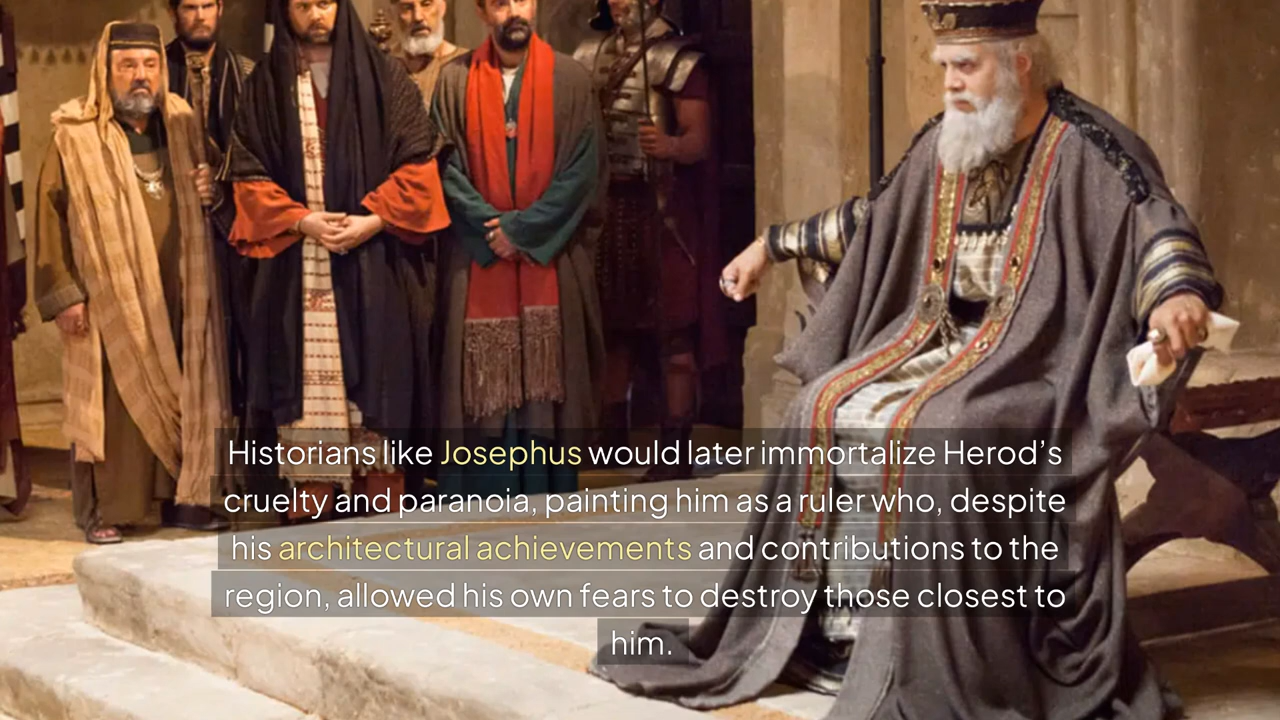 Historians like Josephus would later immortalize Herod’s
cruelty and paranoia, painting him as a ruler who, despite
his architectural achievements and contributions to the
region, allowed his own fears to destroy those closest to
him.